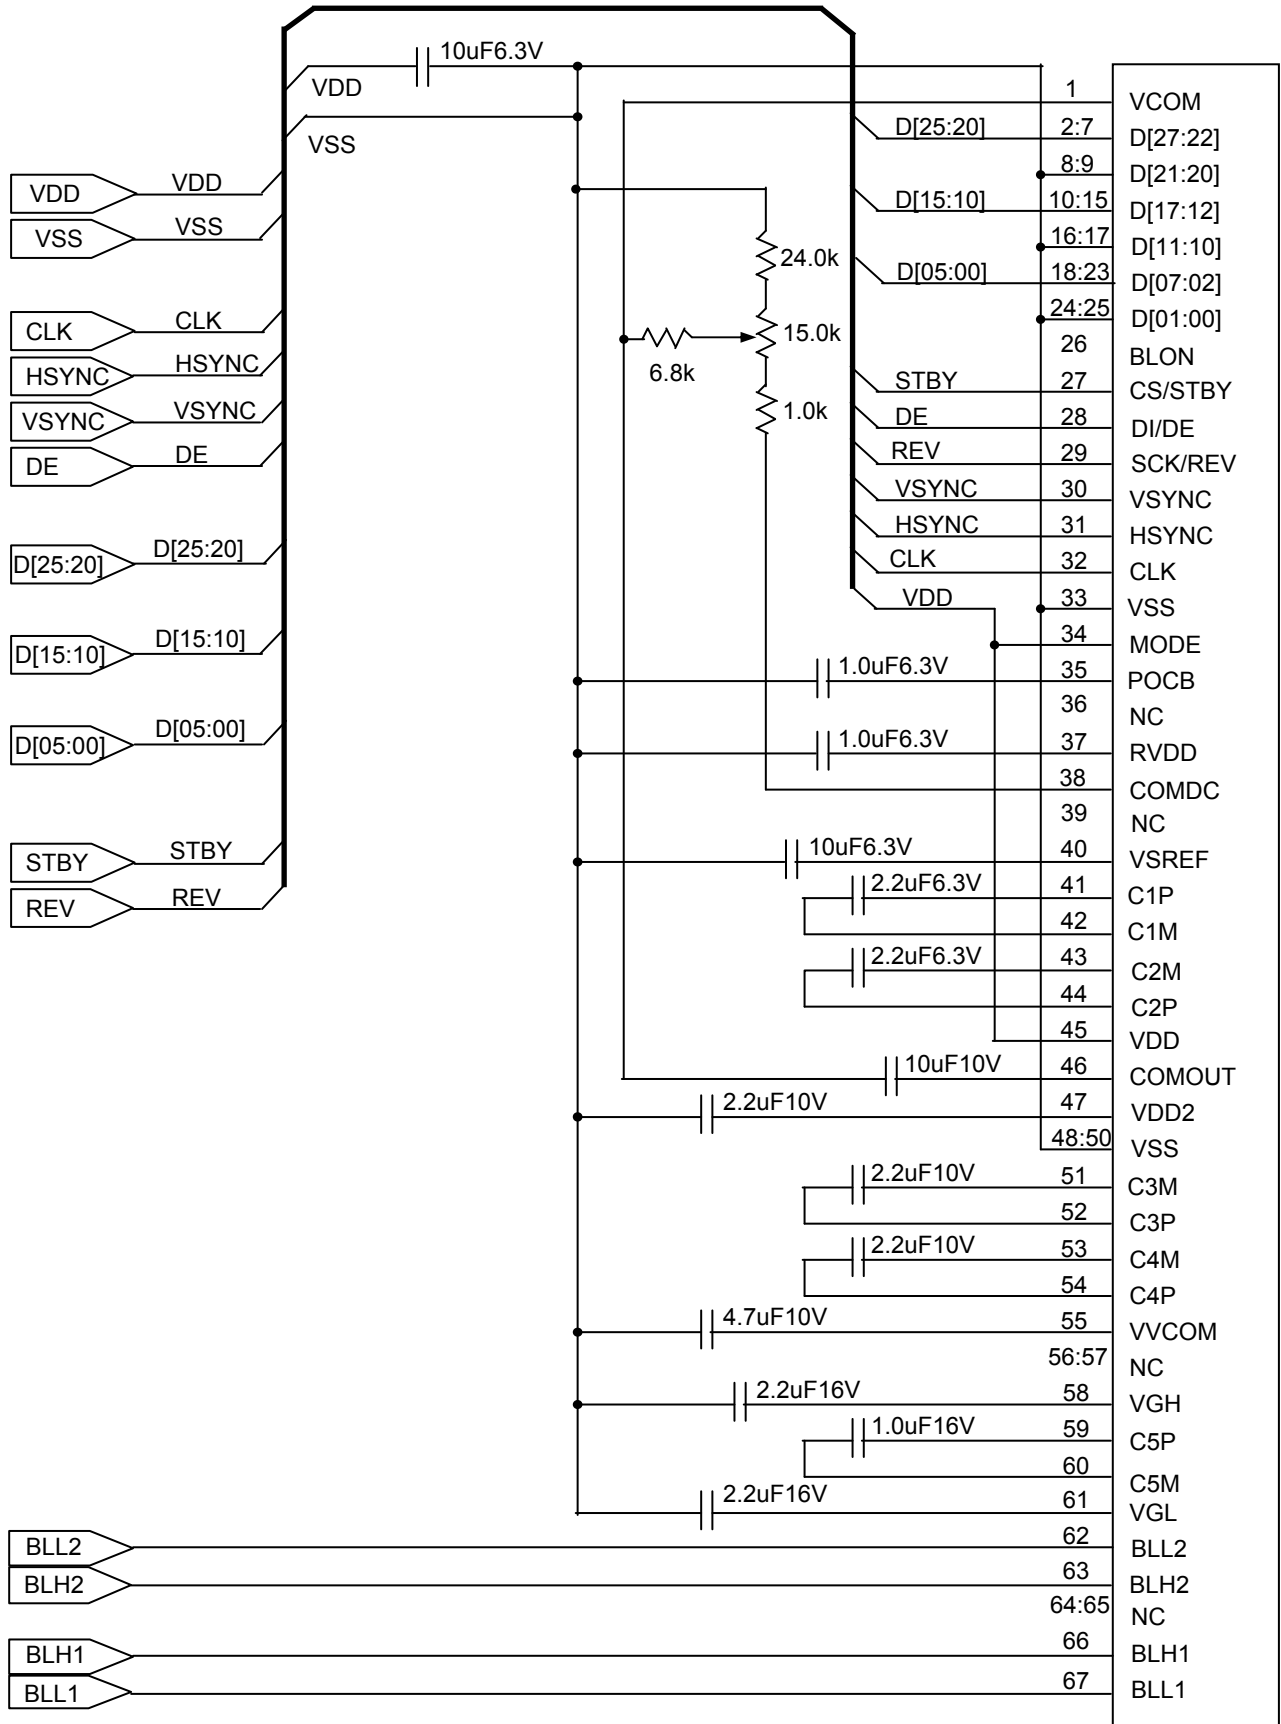 10uF6.3V
VDD
VSS
VDD VDD
VSS VSS
CLK CLK
HSYNC HSYNC
VSYNC VSYNC
DE DE
D[25:20] D[25:20]
D[15:10] D[15:10]
D[05:00] D[05:00]
STBY STBY
REV REV
24.0k
15.0k
6.8k
1.0k
1 VCOM
D[25:20] 2:7 D[27:22]
8:9 D[21:20]
D[15:10] 10:15 D[17:12]
16:17 D[11:10]
D[05:00] 18:23 D[07:02]
24:25 D[01:00]
26 BLON
STBY 27 CS/STBY
DE 28 DI/DE
REV 29 SCK/REV
VSYNC 30 VSYNC
HSYNC 31 HSYNC
CLK 32 CLK
VDD 33 VSS
34 MODE
1.0uF6.3V 35 POCB
36 NC
1.0uF6.3V 37 RVDD
38 COMDC
39 NC
10uF6.3V 40 VSREF
2.2uF6.3V 41 C1P
42 C1M
2.2uF6.3V 43 C2M
44 C2P
45 VDD
10uF10V 46 COMOUT
2.2uF10V 47 VDD2
48:50 VSS
2.2uF10V 51 C3M
52 C3P
2.2uF10V 53 C4M
54 C4P
4.7uF10V 55 VVCOM
56:57 NC
2.2uF16V 58 VGH
1.0uF16V 59 C5P
60 C5M
2.2uF16V 61 VGL
BLL2 62 BLL2
BLH2 63 BLH2
64:65 NC
BLH1 66 BLH1
BLL1 67 BLL1